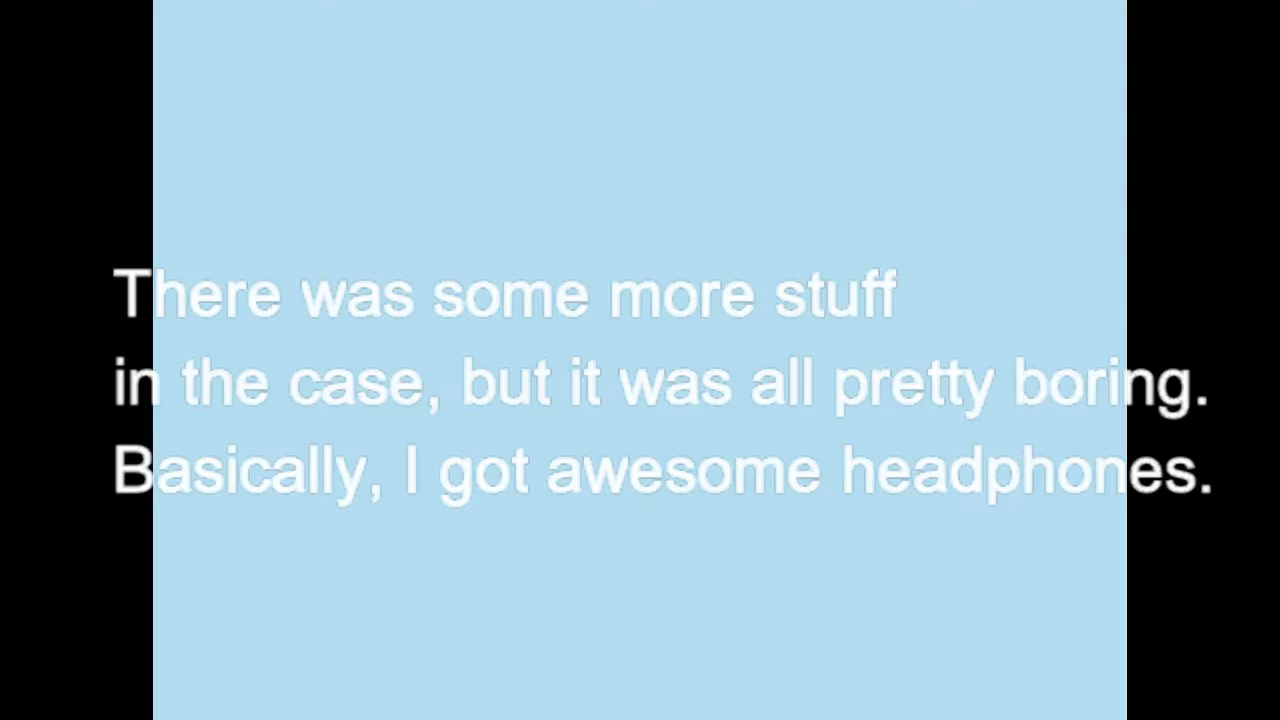 There was some more stuff
in the case, but it was all pretty boring.
Basically, I got awesome headphones.